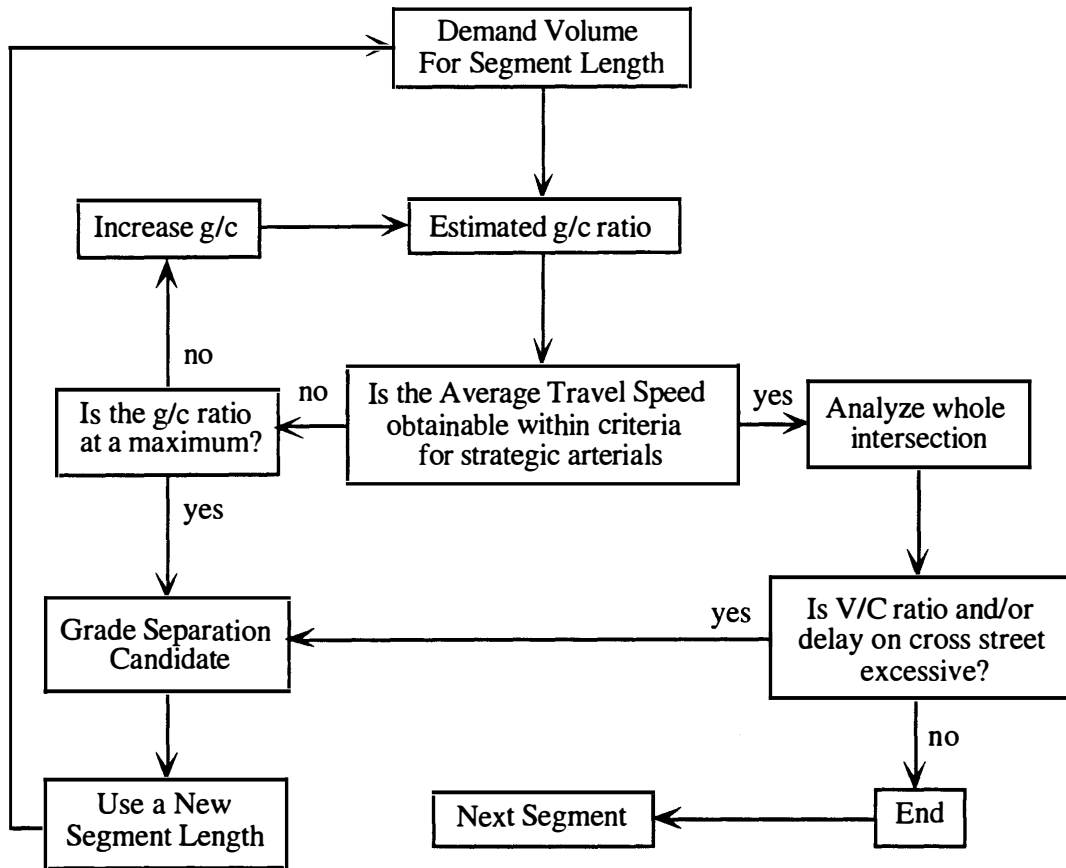 Demand Volume
For Segment Length
Increase g/c
Estimated g/c ratio
no
Is the g/c ratio
at a maximum?
no
Is the Average Travel Speed
obtainable within criteria
for strategic arterials
yes
Analyze whole
intersection
yes
Grade Separation
Candidate
yes
Is V/C ratio and/or
delay on cross street
excessive?
no
Use a New
Segment Length
Next Segment
End